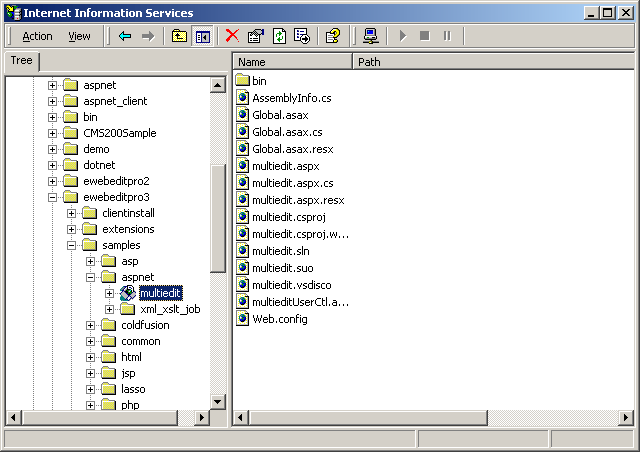 Internet Information Services
Action View
Tree
Name Path
aspnet
aspnet_client
bin
CMS200Sample
demo
dotnet
ewebeditpro2
ewebeditpro3
clientinstall
extensions
samples
asp
aspnet
multiedit
xml_xslt_job
coldfusion
common
html
jsp
lasso
php
bin
AssemblyInfo.cs
Global.asax
Global.asax.cs
Global.asax.resx
multiedit.aspx
multiedit.aspx.cs
multiedit.aspx.resx
multiedit.csproj
multiedit.csproj.w...
multiedit.sln
multiedit.suo
multiedit.vsdisco
multieditUserCtl.a...
Web.config